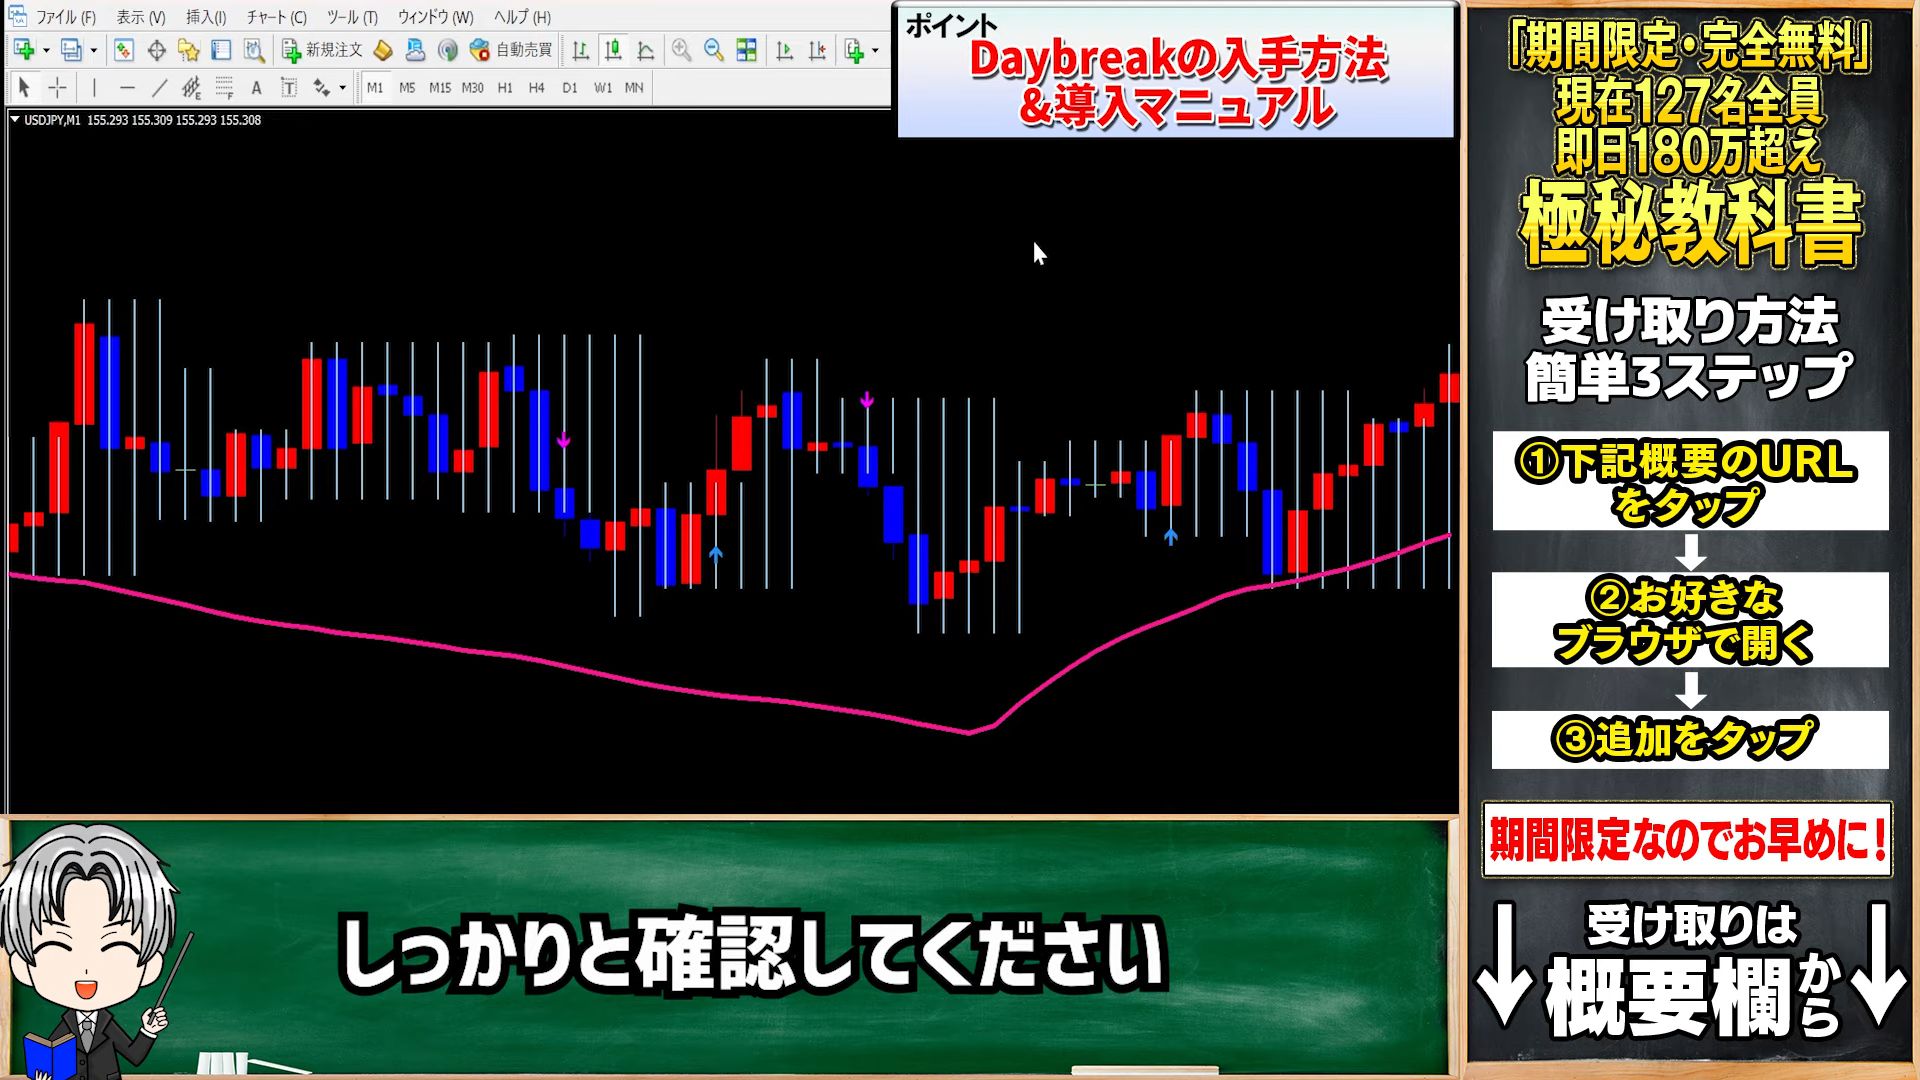 ファイル (F) 表示 (V) 挿入(I) チャート (C) ツール (T) ウィンドウ (W) ヘルプ (H)
新規注文 自動売買
A T M1 M5 M15 M30 H1 H4 D1 W1 MN
USDJPY,M1 155.293 155.309 155.293 155.308
ポイント
Daybreakの入手方法
&導入マニュアル
しっかりと確認してください
「期間限定・完全無料」
現在127名全員
即日180万超え
極秘教科書
受け取り方法
簡単3ステップ
①下記概要のURL
をタップ
②お好きな
ブラウザで開く
③追加をタップ
期間限定なのでお早めに!
受け取りは
概要欄から